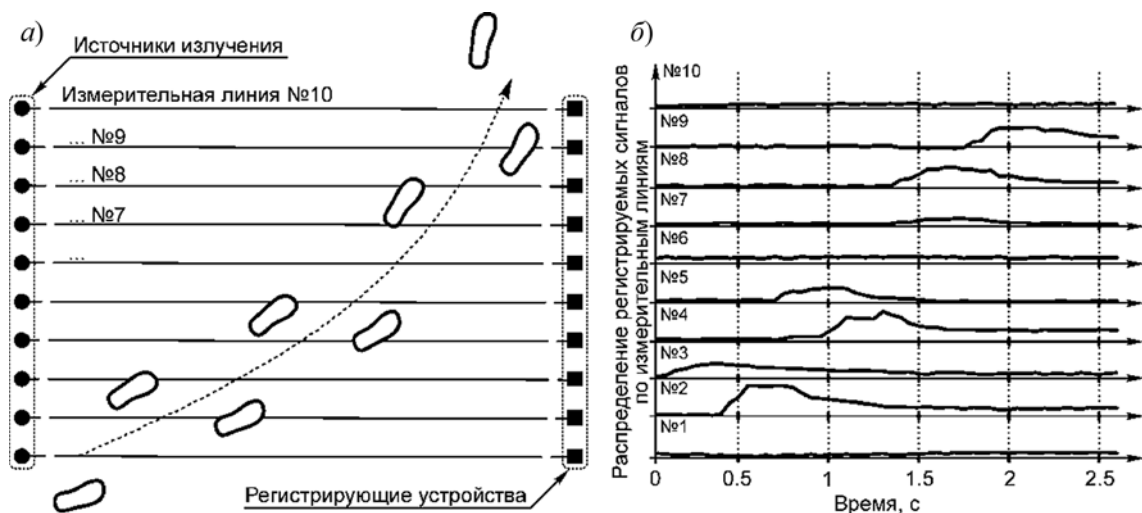 а)
Источники излучения
Измерительная линия №10
... №9
... №8
... №7
...
Регистрирующие устройства
б)
Распределение регистрируемых сигналов
по измерительным линиям
№10
№9
№8
№7
№6
№5
№4
№3
№2
№1
0 0.5 1 1.5 2 2.5
Время, с